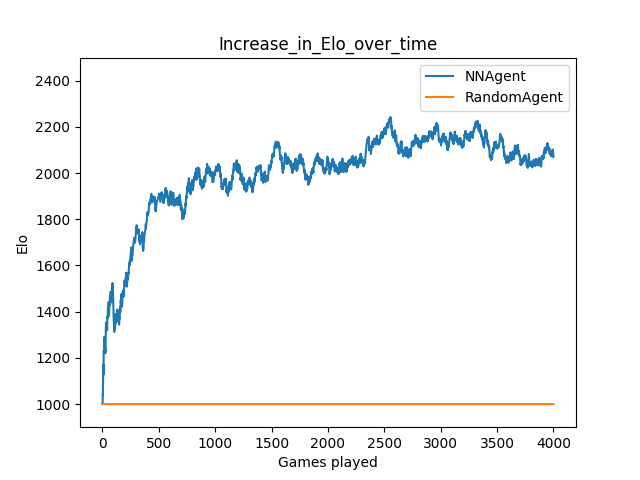 Increase_in_Elo_over_time
NNAgent
RandomAgent
2400
2200
2000
1800
1600
1400
1200
1000
Elo
0 500 1000 1500 2000 2500 3000 3500 4000
Games played